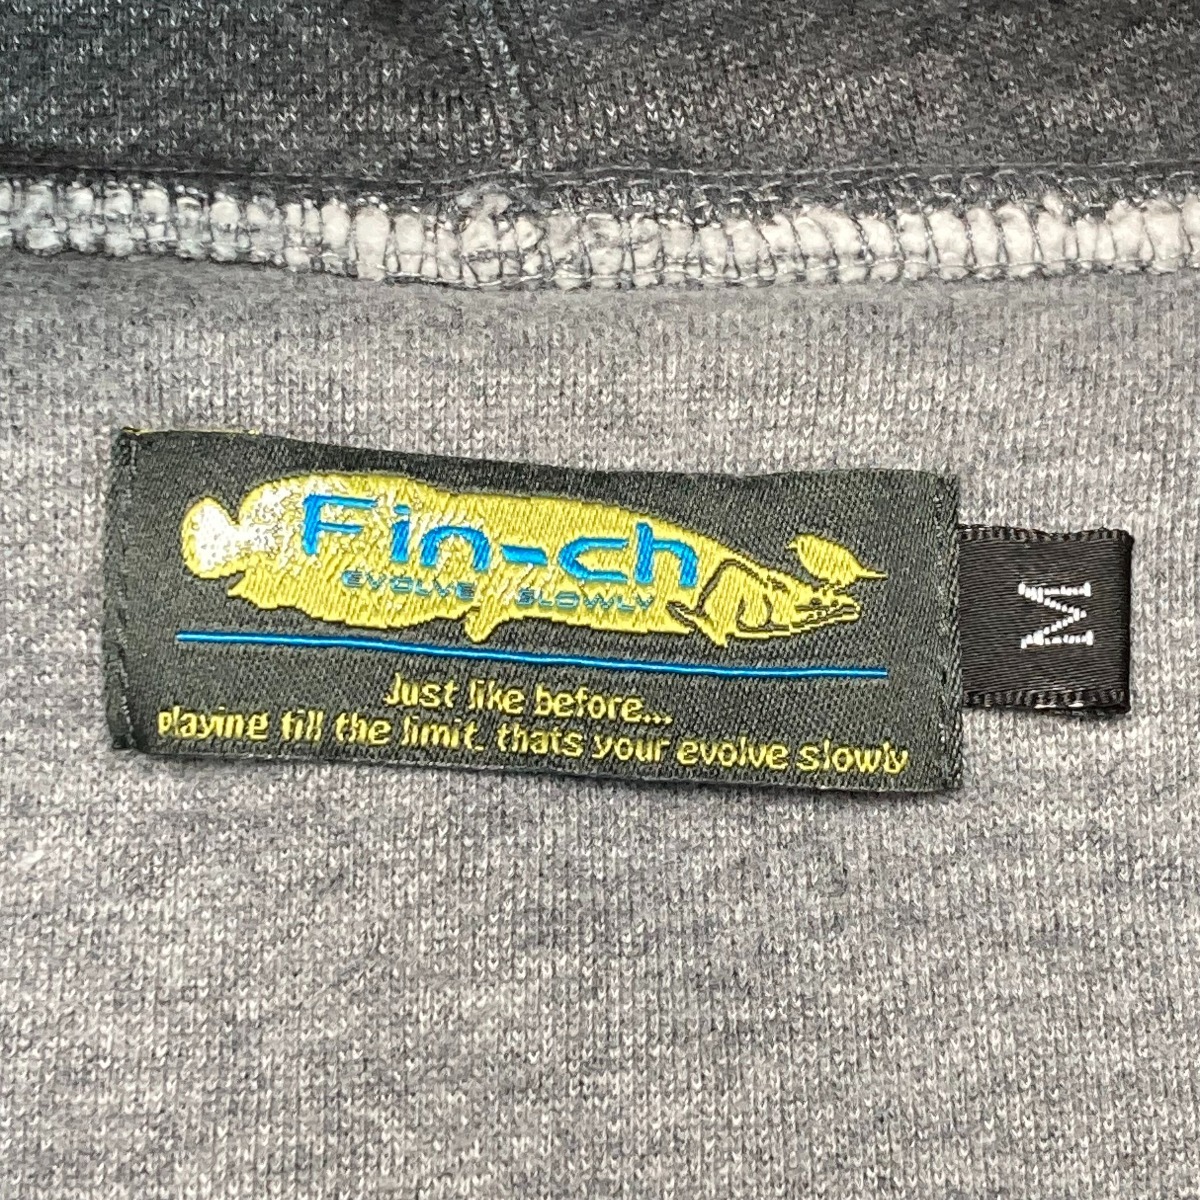 Fin-ch
EVOLVE SLOWLY
M
Just like before...
playing till the limit. thats your evolve slowly